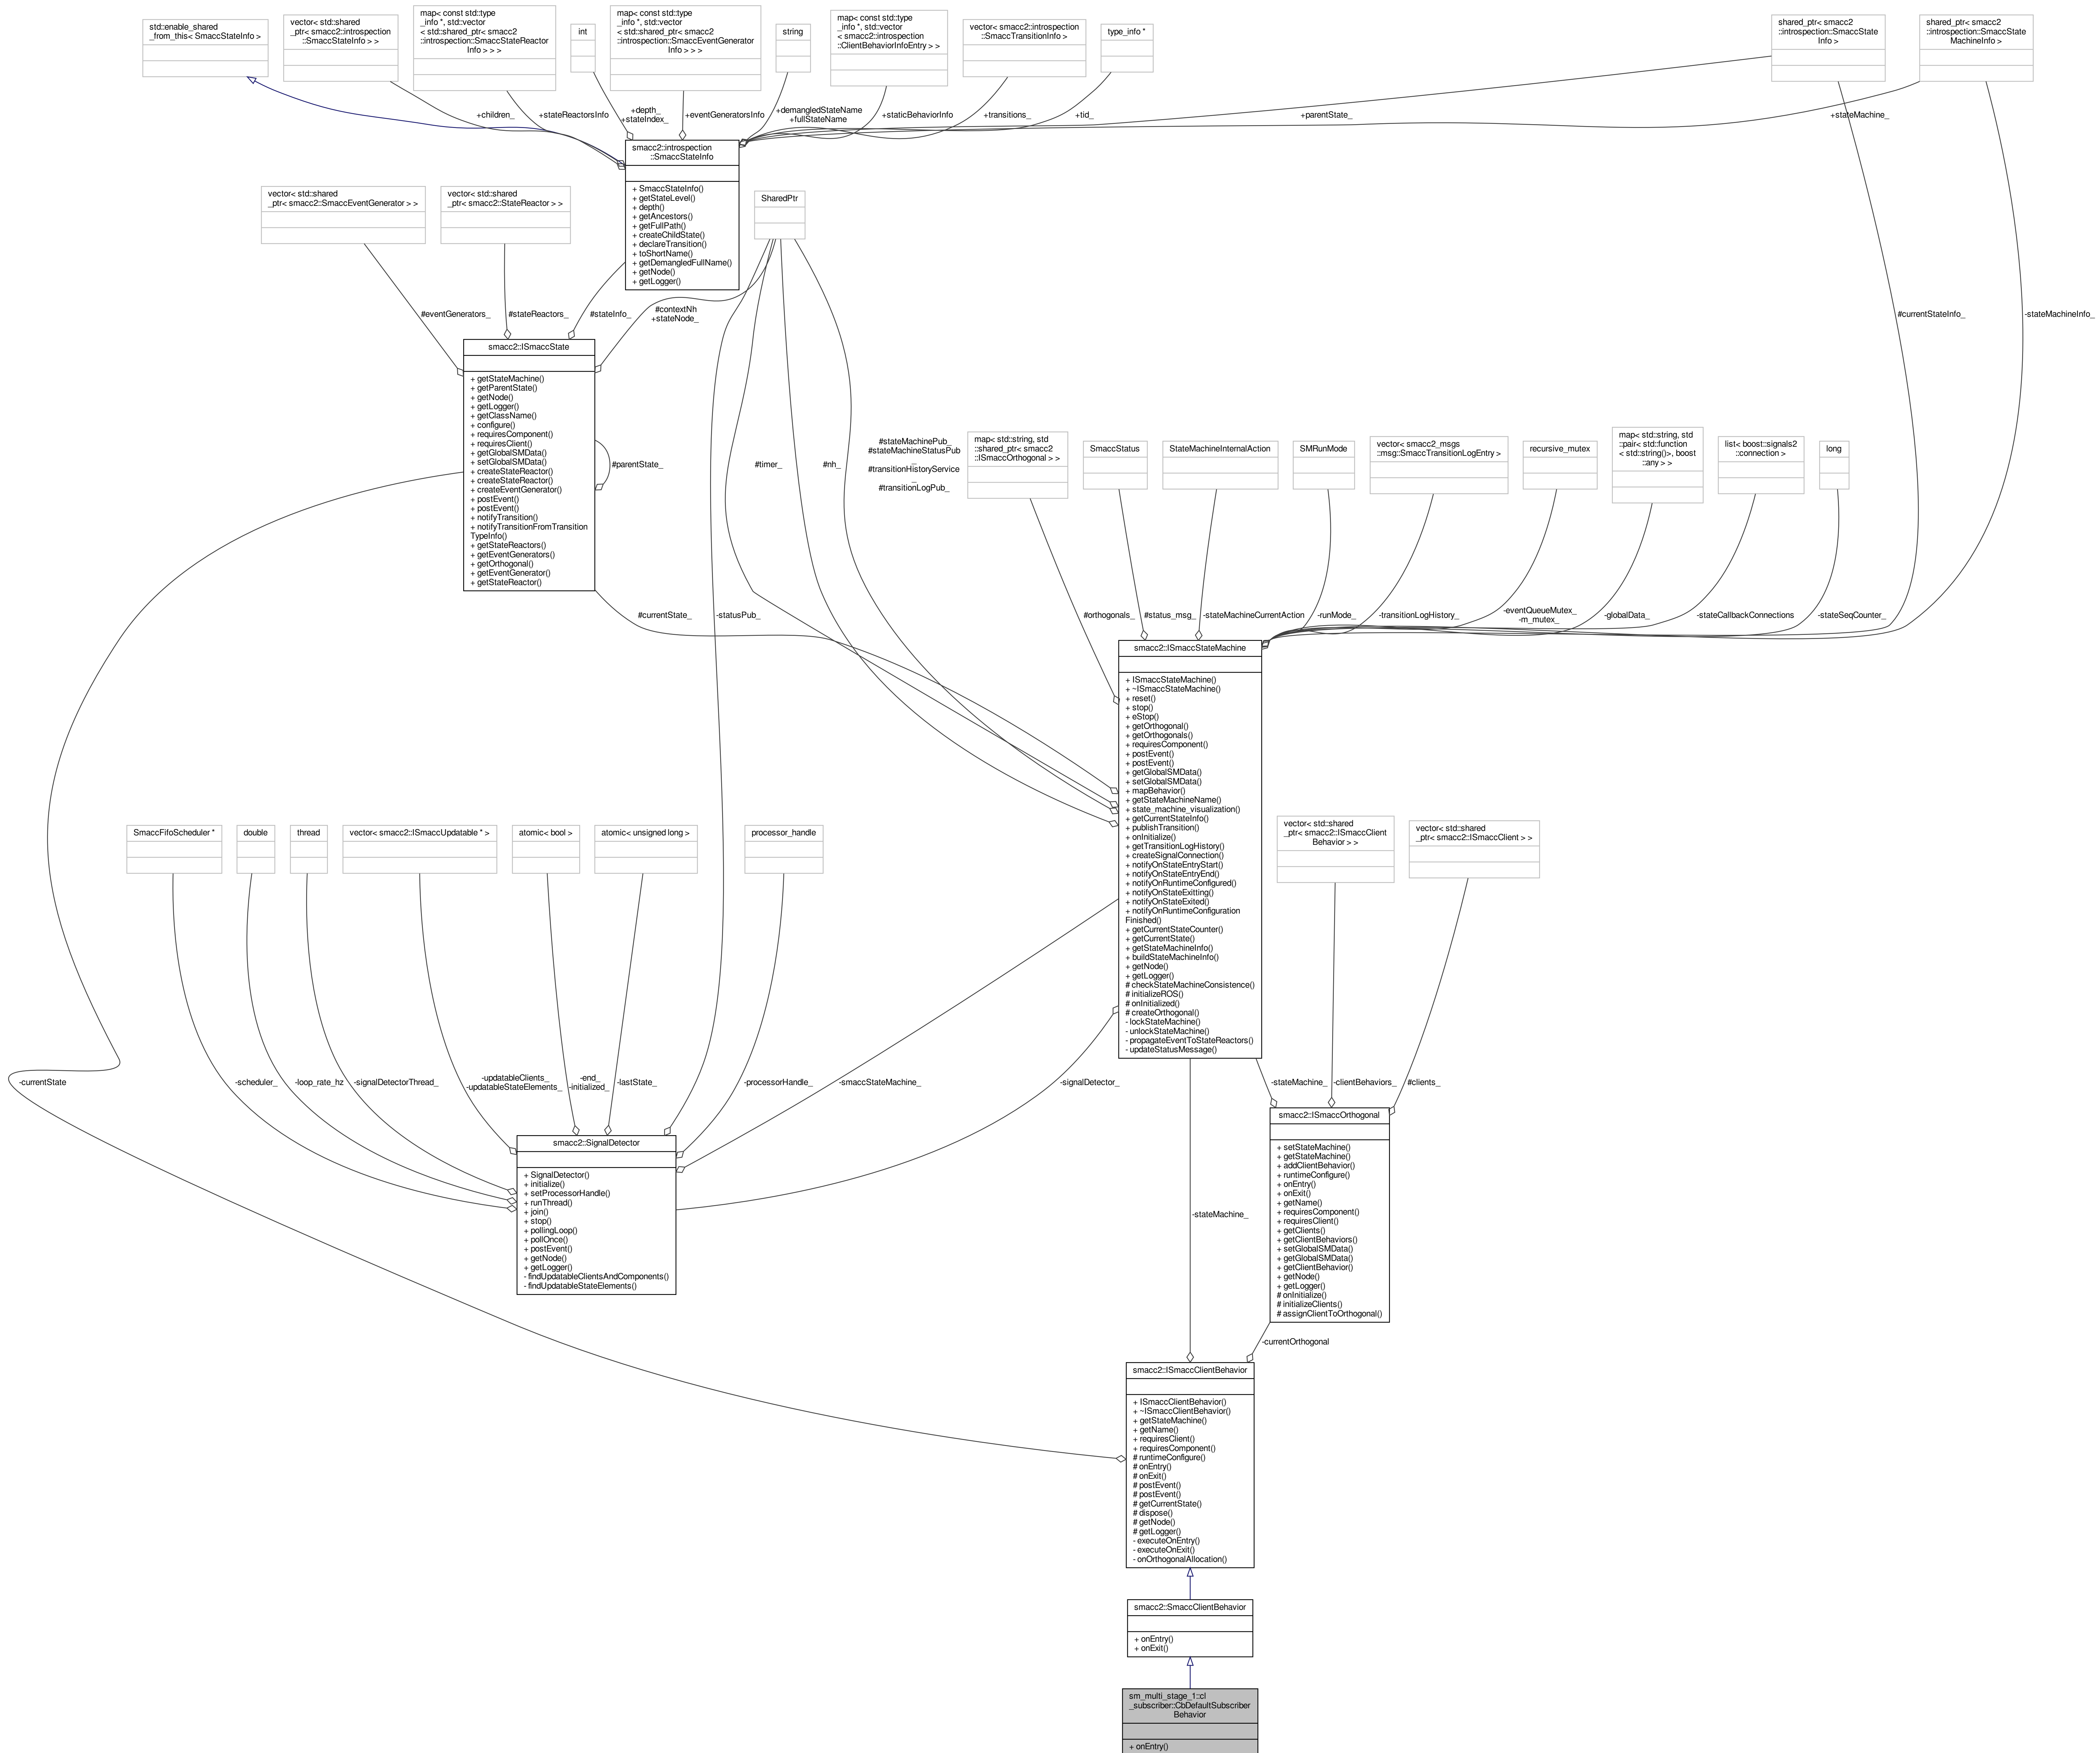 std::enable_shared
_from_this< SmaccStateInfo >
vector< std::shared
_ptr< smacc2::introspection
::SmaccStateInfo > >
map< const std::type
_info *, std::vector
< std::shared_ptr< smacc2
::introspection::SmaccStateReactor
Info > > >
int
map< const std::type
_info *, std::vector
< std::shared_ptr< smacc2
::introspection::SmaccEventGenerator
Info > > >
string
map< const std::type
_info *, std::vector
< smacc2::introspection
::ClientBehaviorInfoEntry > >
vector< smacc2::introspection
::SmaccTransitionInfo >
type_info *
shared_ptr< smacc2
::introspection::SmaccState
Info >
shared_ptr< smacc2
::introspection::SmaccState
MachineInfo >
+children_
+stateReactorsInfo
+depth_
+stateIndex_
+eventGeneratorsInfo
+demangledStateName
+fullStateName
+staticBehaviorInfo
+transitions_
+tid_
+parentState_
+stateMachine_
smacc2::introspection
::SmaccStateInfo
+ SmaccStateInfo()
+ getStateLevel()
+ depth()
+ getAncestors()
+ getFullPath()
+ createChildState()
+ declareTransition()
+ toShortName()
+ getDemangledFullName()
+ getNode()
+ getLogger()
vector< std::shared
_ptr< smacc2::SmaccEventGenerator > >
vector< std::shared
_ptr< smacc2::StateReactor > >
SharedPtr
#eventGenerators_
#stateReactors_
#stateInfo_
#contextNh
+stateNode_
#currentStateInfo_
-stateMachineInfo_
smacc2::ISmaccState
+ getStateMachine()
+ getParentState()
+ getNode()
+ getLogger()
+ getClassName()
+ configure()
+ requiresComponent()
+ requiresClient()
+ getGlobalSMData()
+ setGlobalSMData()
+ createStateReactor()
+ createStateReactor()
+ createEventGenerator()
+ postEvent()
+ postEvent()
+ notifyTransition()
+ notifyTransitionFromTransition
TypeInfo()
+ getStateReactors()
+ getEventGenerators()
+ getOrthogonal()
+ getEventGenerator()
+ getStateReactor()
#parentState_
#timer_
#nh_
#stateMachinePub_
#stateMachineStatusPub
_
#transitionHistoryService
_
#transitionLogPub_
map< std::string, std
::shared_ptr< smacc2
::ISmaccOrthogonal > >
SmaccStatus
StateMachineInternalAction
SMRunMode
vector< smacc2_msgs
::msg::SmaccTransitionLogEntry >
recursive_mutex
map< std::string, std
::pair< std::function
< std::string()>, boost
::any > >
list< boost::signals2
::connection >
long
#currentState_
-statusPub_
#orthogonals_
#status_msg_
-stateMachineCurrentAction
-runMode_
-transitionLogHistory_
-eventQueueMutex_
-m_mutex_
-globalData_
-stateCallbackConnections
-stateSeqCounter_
smacc2::ISmaccStateMachine
+ ISmaccStateMachine()
+ ~ISmaccStateMachine()
+ reset()
+ stop()
+ eStop()
+ getOrthogonal()
+ getOrthogonals()
+ requiresComponent()
+ postEvent()
+ postEvent()
+ getGlobalSMData()
+ setGlobalSMData()
+ mapBehavior()
+ getStateMachineName()
+ state_machine_visualization()
+ getCurrentStateInfo()
+ publishTransition()
+ onInitialize()
+ getTransitionLogHistory()
+ createSignalConnection()
+ notifyOnStateEntryStart()
+ notifyOnStateEntryEnd()
+ notifyOnRuntimeConfigured()
+ notifyOnStateExitting()
+ notifyOnStateExited()
+ notifyOnRuntimeConfiguration
Finished()
+ getCurrentStateCounter()
+ getCurrentState()
+ getStateMachineInfo()
+ buildStateMachineInfo()
+ getNode()
+ getLogger()
# checkStateMachineConsistence()
# initializeROS()
# onInitialized()
# createOrthogonal()
- lockStateMachine()
- unlockStateMachine()
- propagateEventToStateReactors()
- updateStatusMessage()
SmaccFifoScheduler *
double
thread
vector< smacc2::ISmaccUpdatable * >
atomic< bool >
atomic< unsigned long >
processor_handle
vector< std::shared
_ptr< smacc2::ISmaccClient
Behavior > >
vector< std::shared
_ptr< smacc2::ISmaccClient > >
-currentState
-scheduler_
-loop_rate_hz
-signalDetectorThread_
-updatableClients_
-updatableStateElements_
-end_
-initialized_
-lastState_
-processorHandle_
-smaccStateMachine_
-signalDetector_
-stateMachine_
-clientBehaviors_
#clients_
smacc2::SignalDetector
+ SignalDetector()
+ initialize()
+ setProcessorHandle()
+ runThread()
+ join()
+ stop()
+ pollingLoop()
+ pollOnce()
+ postEvent()
+ getNode()
+ getLogger()
- findUpdatableClientsAndComponents()
- findUpdatableStateElements()
smacc2::ISmaccOrthogonal
+ setStateMachine()
+ getStateMachine()
+ addClientBehavior()
+ runtimeConfigure()
+ onEntry()
+ onExit()
+ getName()
+ requiresComponent()
+ requiresClient()
+ getClients()
+ getClientBehaviors()
+ setGlobalSMData()
+ getGlobalSMData()
+ getClientBehavior()
+ getNode()
+ getLogger()
# onInitialize()
# initializeClients()
# assignClientToOrthogonal()
-stateMachine_
-currentOrthogonal
smacc2::ISmaccClientBehavior
+ ISmaccClientBehavior()
+ ~ISmaccClientBehavior()
+ getStateMachine()
+ getName()
+ requiresClient()
+ requiresComponent()
# runtimeConfigure()
# onEntry()
# onExit()
# postEvent()
# postEvent()
# getCurrentState()
# dispose()
# getNode()
# getLogger()
- executeOnEntry()
- executeOnExit()
- onOrthogonalAllocation()
smacc2::SmaccClientBehavior
+ onEntry()
+ onExit()
sm_multi_stage_1::cl
_subscriber::CbDefaultSubscriber
Behavior
+ onEntry()